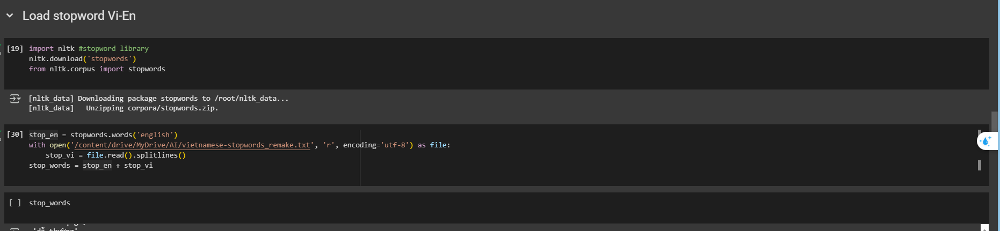 Load stopword Vi-En
[19] import nltk #stopword library
nltk.download('stopwords')
from nltk.corpus import stopwords
[nltk_data] Downloading package stopwords to /root/nltk_data...
[nltk_data]   Unzipping corpora/stopwords.zip.
[30] stop_en = stopwords.words('english')
with open('/content/drive/MyDrive/AI/vietnamese-stopwords_remake.txt', 'r', encoding='utf-8') as file:
    stop_vi = file.read().splitlines()
stop_words = stop_en + stop_vi
[ ] stop_words